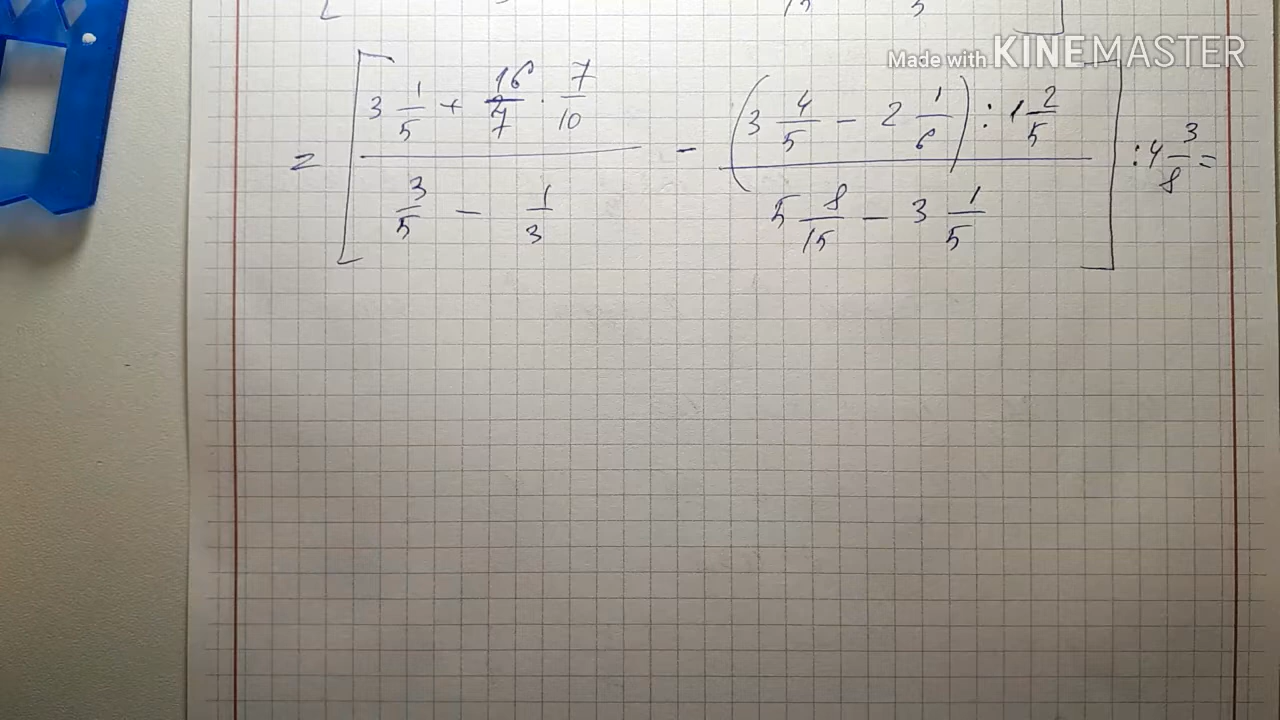 Made with KINEMASTER
= [ (3 1/5 + 16/7 · 7/10) / (3/5 - 1/3) - ((3 4/5 - 2 1/6) : 1 2/5) / (5 8/15 - 3 1/5) ] : 4 3/8 =